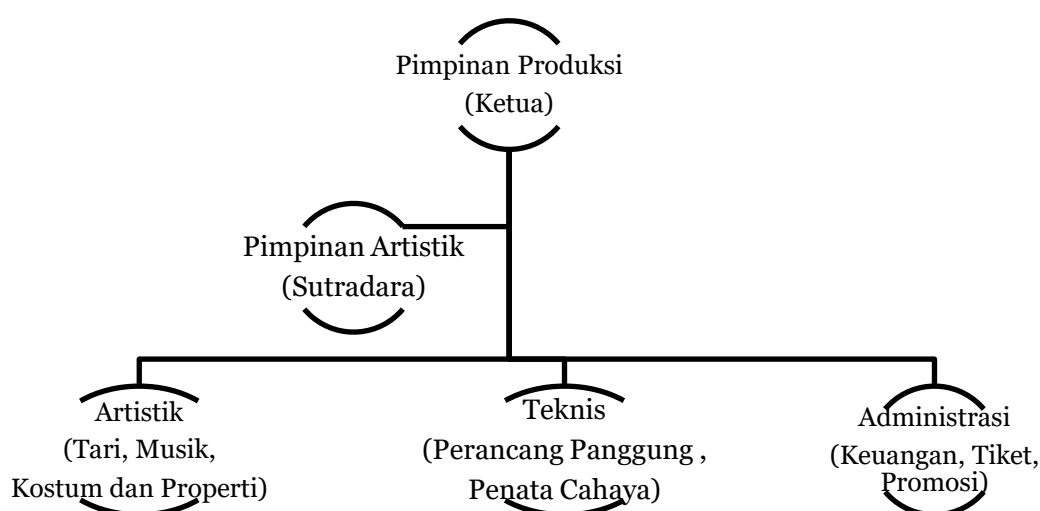 Pimpinan Produksi
(Ketua)
Pimpinan Artistik
(Sutradara)
Artistik
(Tari, Musik,
Kostum dan Properti)
Teknis
(Perancang Panggung ,
Penata Cahaya)
Administrasi
(Keuangan, Tiket,
Promosi)